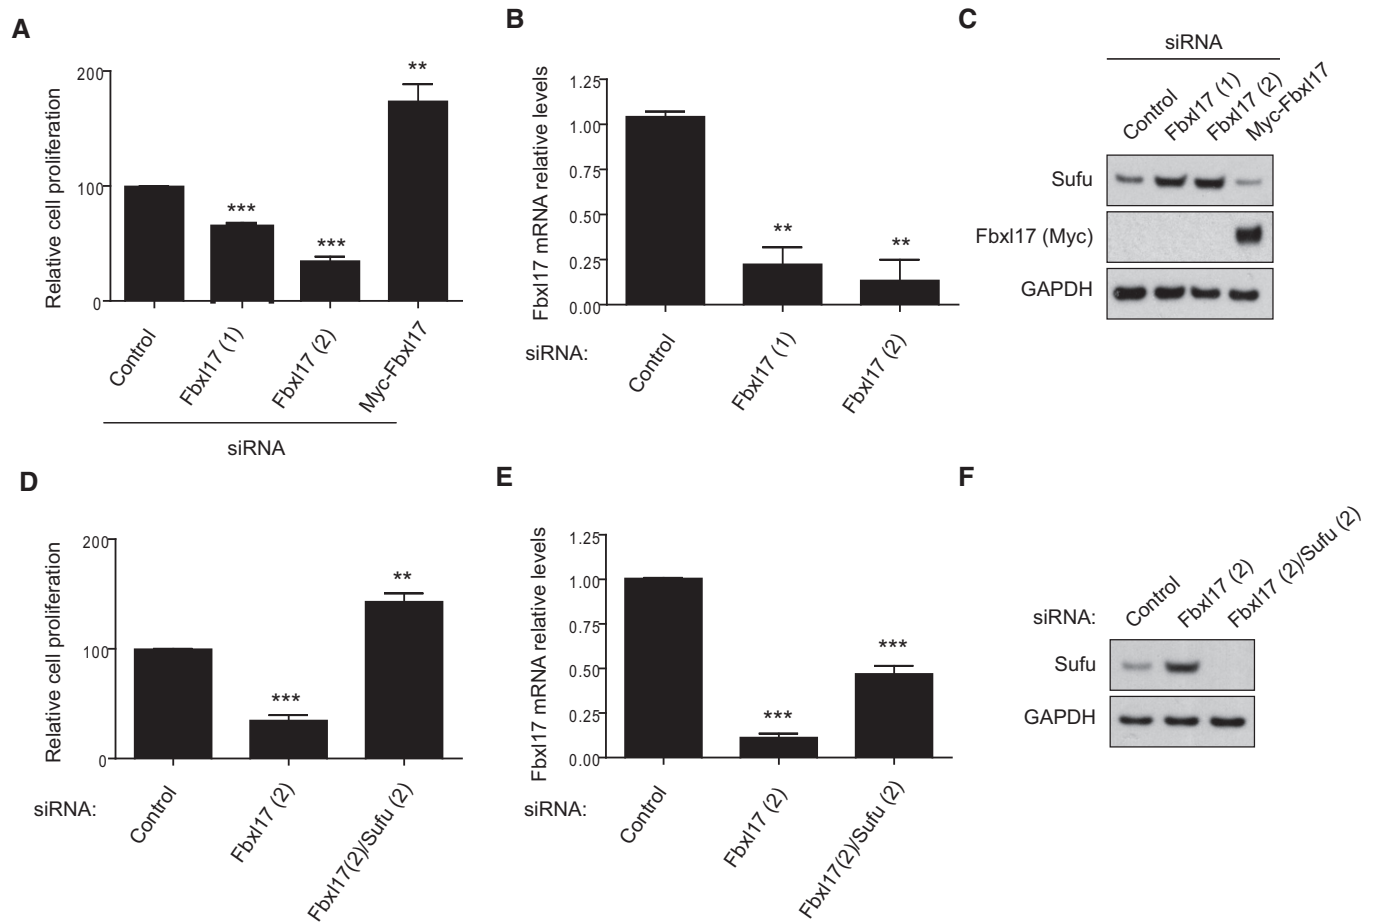 A
Relative cell proliferation
200
100
0
***
***
**
Control
Fbxl17 (1)
Fbxl17 (2)
Myc-Fbxl17
siRNA
B
Fbxl17 mRNA relative levels
1.25
1.00
0.75
0.50
0.25
0.00
**
**
siRNA:
Control
Fbxl17 (1)
Fbxl17 (2)
C
siRNA
Control
Fbxl17 (1)
Fbxl17 (2)
Myc-Fbxl17
Sufu
Fbxl17 (Myc)
GAPDH
D
Relative cell proliferation
200
100
0
***
**
siRNA:
Control
Fbxl17 (2)
Fbxl17(2)/Sufu (2)
E
Fbxl17 mRNA relative levels
1.25
1.00
0.75
0.50
0.25
0.00
***
***
siRNA:
Control
Fbxl17 (2)
Fbxl17(2)/Sufu (2)
F
siRNA:
Control
Fbxl17 (2)
Fbxl17 (2)/Sufu (2)
Sufu
GAPDH